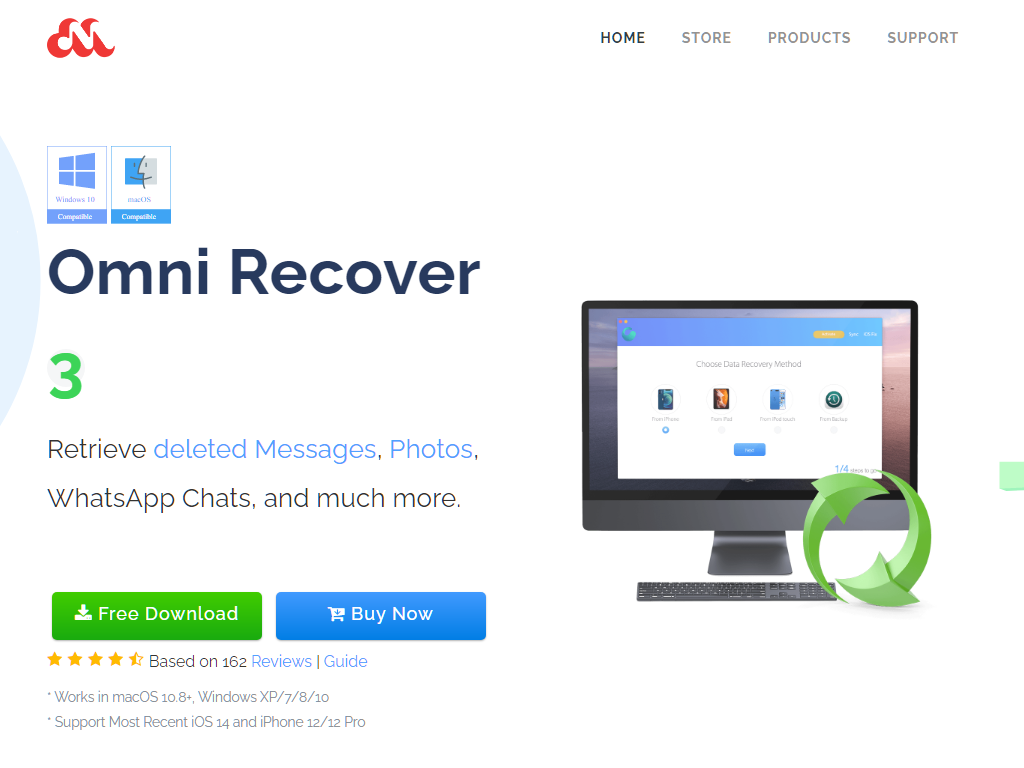 HOME STORE PRODUCTS SUPPORT
Windows 10 macOS
Compatible Compatible
Omni Recover
3
Retrieve deleted Messages, Photos,
WhatsApp Chats, and much more.
Choose Data Recovery Method
From iPhone From iPad From iPod touch From Backup
Next
1/4 steps to go
Free Download Buy Now
Based on 162 Reviews | Guide
* Works in macOS 10.8+, Windows XP/7/8/10
* Support Most Recent iOS 14 and iPhone 12/12 Pro